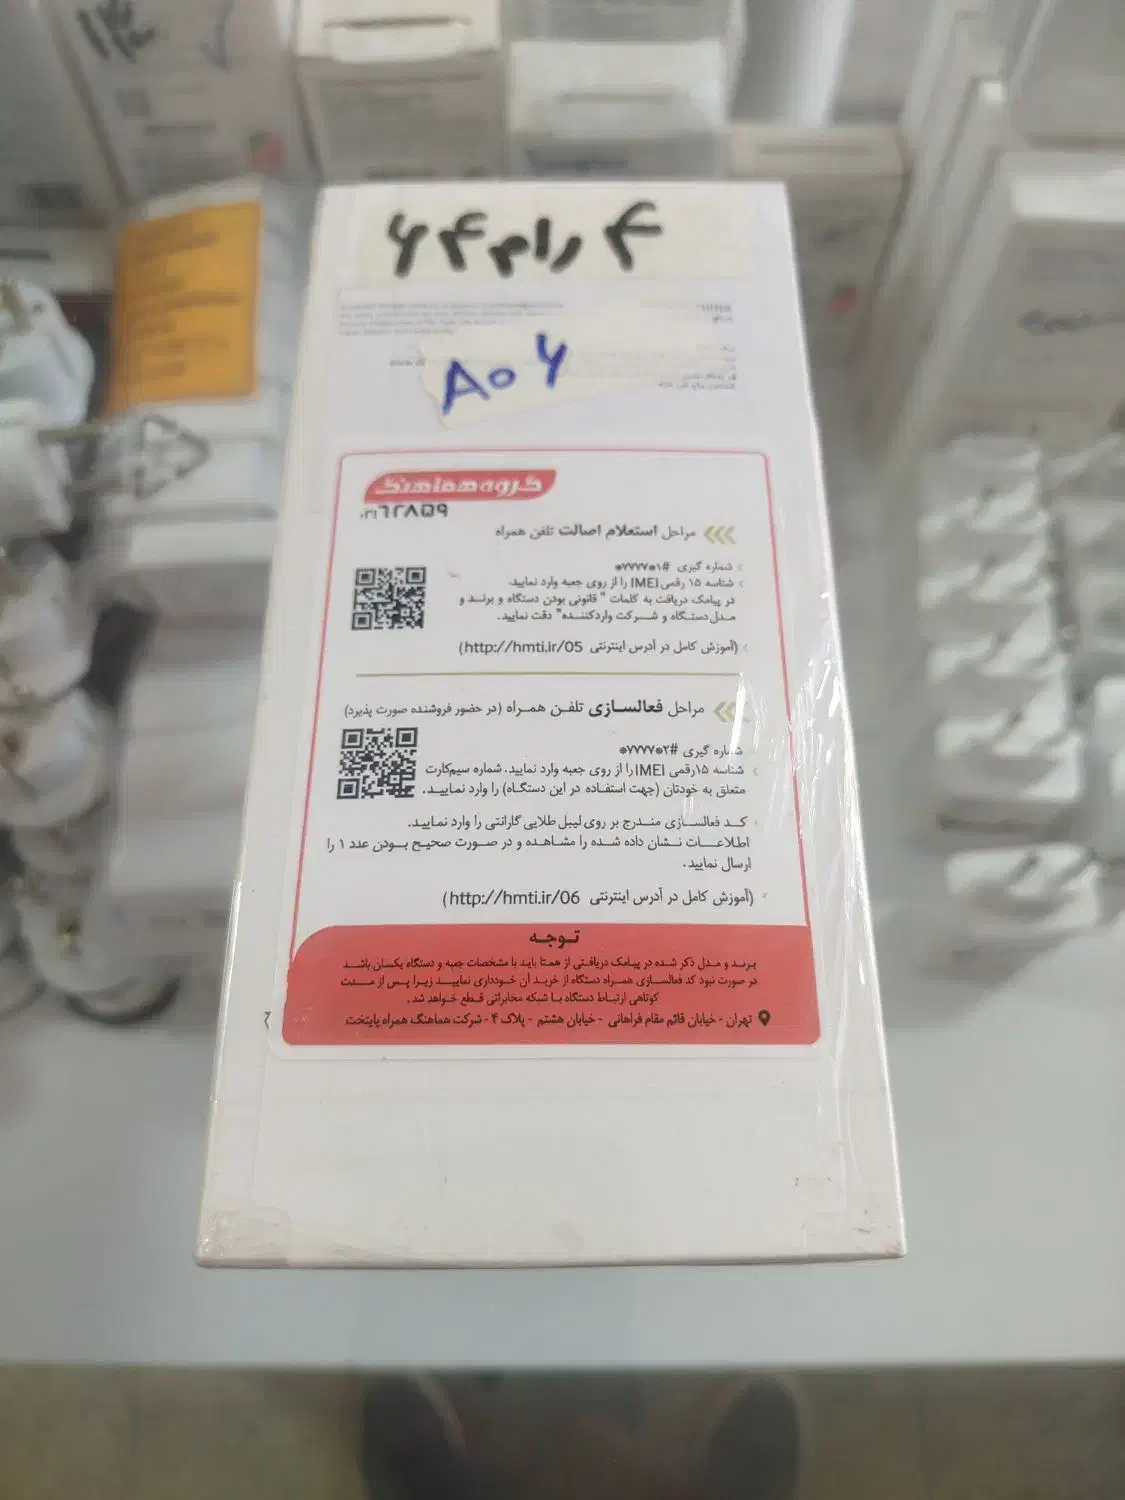 ۶۴ رام ۴
A۰۶
گروه هماهنگ
۰۲۱۶۲۸۵۹
مراحل استعلام اصالت تلفن همراه
شماره گیری #۱*۷۷۷۷*
شناسه ۱۵ رقمی IMEI را از روی جعبه وارد نمایید.
در پیامک دریافت به کلمات " قانونی بودن دستگاه و برند و
مدل دستگاه و شرکت واردکننده" دقت نمایید.
(آموزش کامل در آدرس اینترنتی http://hmti.ir/05)
مراحل فعالسازی تلفن همراه (در حضور فروشنده صورت پذیرد)
شماره گیری #۲*۷۷۷۷*
شناسه ۱۵رقمی IMEI را از روی جعبه وارد نمایید. شماره سیم‌کارت
متعلق به خودتان (جهت استفاده در این دستگاه) را وارد نمایید.
کد فعالسازی مندرج بر روی لیبل طلایی گارانتی را وارد نمایید.
اطلاعات نشان داده شده را مشاهده و در صورت صحیح بودن عدد ۱ را
ارسال نمایید.
(آموزش کامل در آدرس اینترنتی http://hmti.ir/06)
توجه
برند و مدل ذکر شده در پیامک دریافتی از همتا باید با مشخصات جعبه و دستگاه یکسان باشد
در صورت نبود کد فعالسازی همراه دستگاه از خرید آن خودداری نمایید زیرا پس از مدت
کوتاهی ارتباط دستگاه با شبکه مخابراتی قطع خواهد شد.
تهران - خیابان قائم مقام فراهانی - خیابان هشتم - پلاک ۴ - شرکت هماهنگ همراه پایتخت